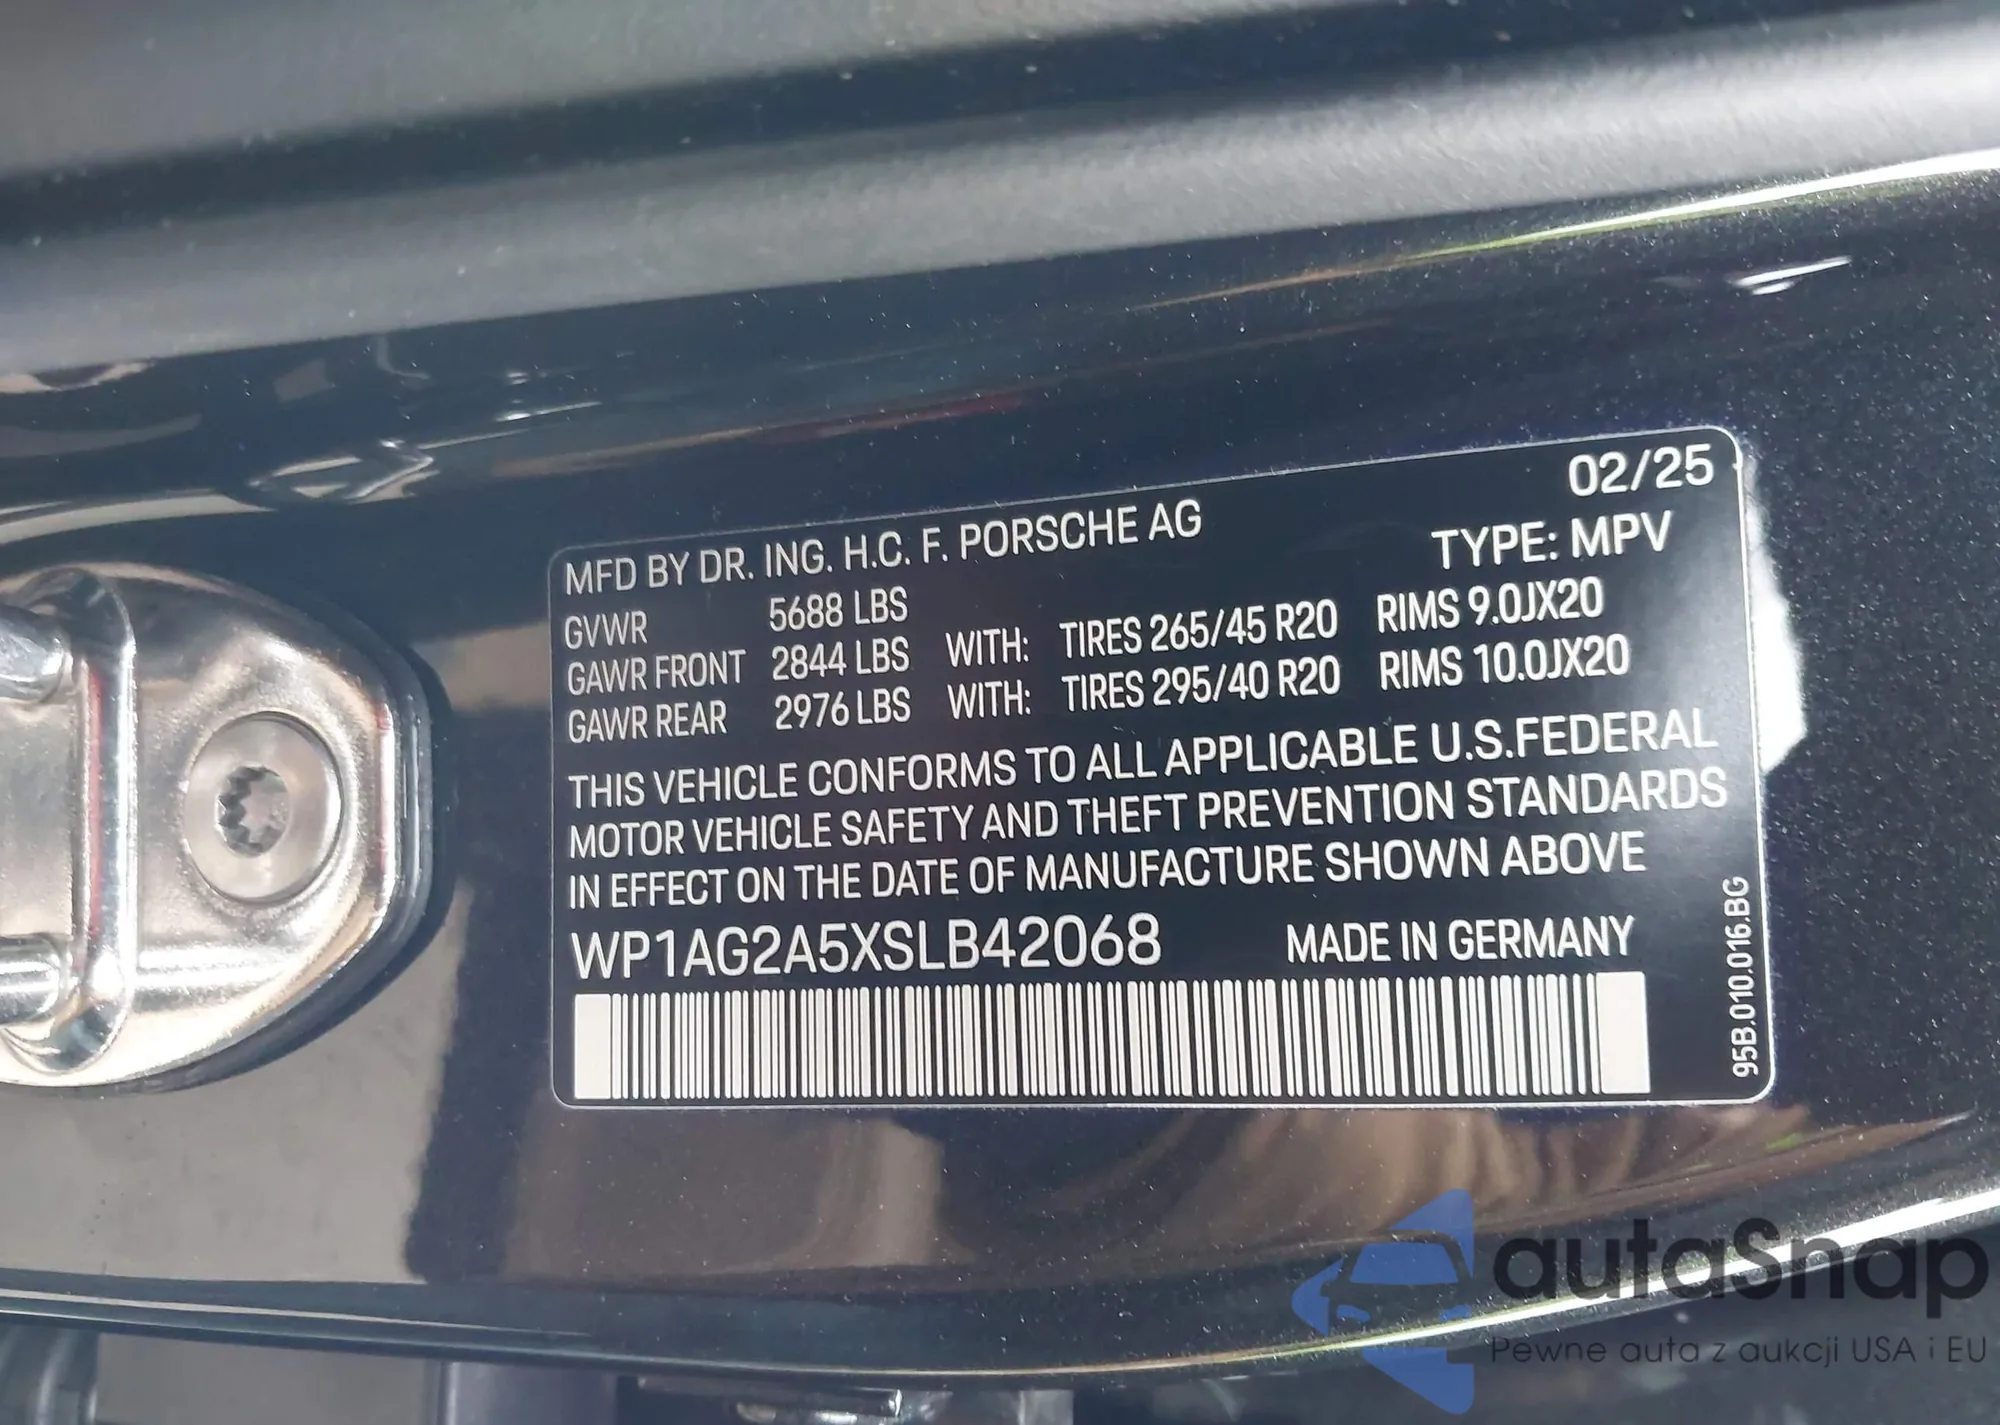 02/25
MFD BY DR. ING. H.C. F. PORSCHE AG
TYPE: MPV
GVWR 5688 LBS
GAWR FRONT 2844 LBS WITH: TIRES 265/45 R20 RIMS 9.0JX20
GAWR REAR 2976 LBS WITH: TIRES 295/40 R20 RIMS 10.0JX20
THIS VEHICLE CONFORMS TO ALL APPLICABLE U.S.FEDERAL
MOTOR VEHICLE SAFETY AND THEFT PREVENTION STANDARDS
IN EFFECT ON THE DATE OF MANUFACTURE SHOWN ABOVE
WP1AG2A5XSLB42068 MADE IN GERMANY
95B.010.016.BG
autaSnap
Pewne auta z aukcji USA i EU